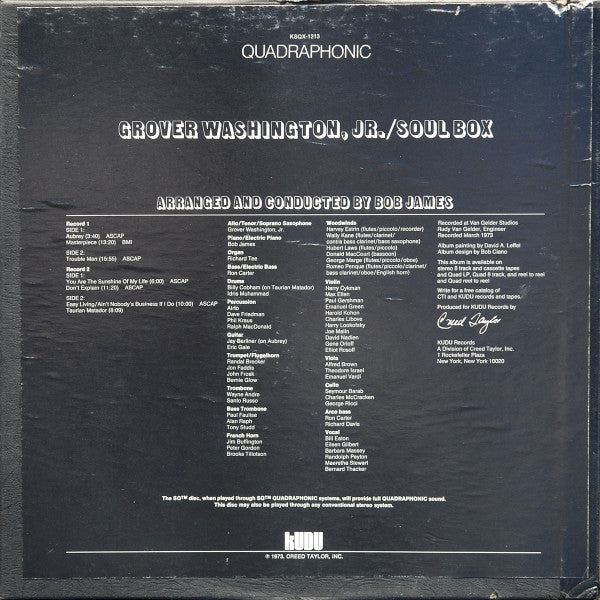 KSQX-1213
QUADRAPHONIC
GROVER WASHINGTON, JR./SOUL BOX
ARRANGED AND CONDUCTED BY BOB JAMES
Record 1
SIDE 1:
Aubrey (3:40) ASCAP
Masterpiece (13:20) BMI
SIDE 2:
Trouble Man (15:55) ASCAP
Record 2
SIDE 1:
You Are The Sunshine Of My Life (6:00) ASCAP
Don't Explain (11:20) ASCAP
SIDE 2:
Easy Living/Ain't Nobody's Business If I Do (10:00) ASCAP
Taurian Matador (8:09)
Alto/Tenor/Soprano Saxophone
Grover Washington, Jr.
Piano/Electric Piano
Bob James
Organ
Richard Tee
Bass/Electric Bass
Ron Carter
Drums
Billy Cobham (on Taurian Matador)
Idris Muhammad
Percussion
Airto
Dave Friedman
Phil Kraus
Ralph MacDonald
Guitar
Jay Berliner (on Aubrey)
Eric Gale
Trumpet/Flugelhorn
Randal Brecker
Jon Faddis
John Frosk
Bernie Glow
Trombone
Wayne Andre
Santo Russo
Bass Trombone
Paul Faulise
Alan Raph
Tony Studd
French Horn
Jim Buffington
Peter Gordon
Brooks Tillotson
Woodwinds
Harvey Estrin (flutes/piccolo/recorder)
Wally Kane (flutes/clarinet/
contra bass clarinet/bass saxophone)
Hubert Laws (flutes/piccolo)
Donald MacCourt (bassoon)
George Marge (flutes/oboe)
Romeo Penque (flutes/piccolo/clarinet/
bass clarinet/oboe/English horn)
Violin
Harry Cykman
Max Ellen
Paul Gershman
Emanuel Green
Harold Kohon
Charles Libove
Harry Lookofsky
Joe Malin
David Nadien
Gene Orloff
Elliot Rosoff
Viola
Alfred Brown
Theodore Israel
Emanuel Vardi
Cello
Seymour Barab
Charles McCracken
George Ricci
Arco bass
Ron Carter
Richard Davis
Vocal
Bill Eaton
Eileen Gilbert
Barbara Massey
Randolph Peyton
Maeretha Stewart
Bernard Thacker
Recorded at Van Gelder Studios
Rudy Van Gelder, Engineer
Recorded March 1973
Album painting by David A. Leffel
Album design by Bob Ciano
This album is available on
stereo 8 track and cassette tapes
and Quad LP, Quad 8 track, and reel to reel
and Quad reel to reel
Write for a free catalog of
CTI and KUDU records and tapes.
Produced for KUDU Records by
Creed Taylor
KUDU Records
A Division of Creed Taylor, Inc.
1 Rockefeller Plaza
New York, New York 10020
The SQ™ disc, when played through SQ™ QUADRAPHONIC systems, will provide full QUADRAPHONIC sound.
This disc may also be played through any conventional stereo system.
KUDU
℗ 1973, CREED TAYLOR, INC.